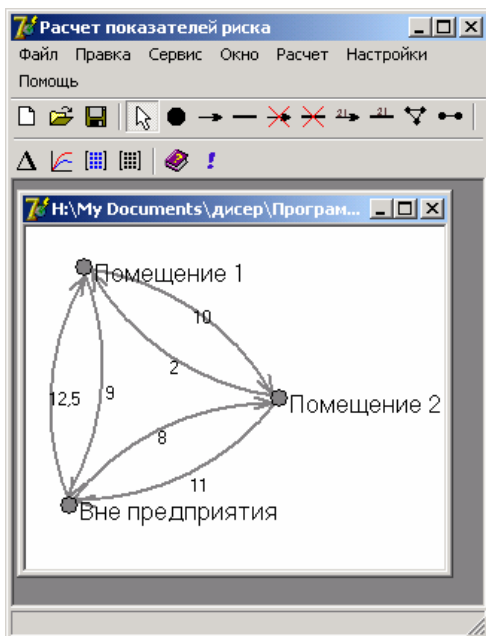 Расчет показателей риска
Файл Правка Сервис Окно Расчет Настройки
Помощь
H:\My Documents\дисер\Програм...
Помещение 1
10
2
12,5
9
Помещение 2
8
11
Вне предприятия